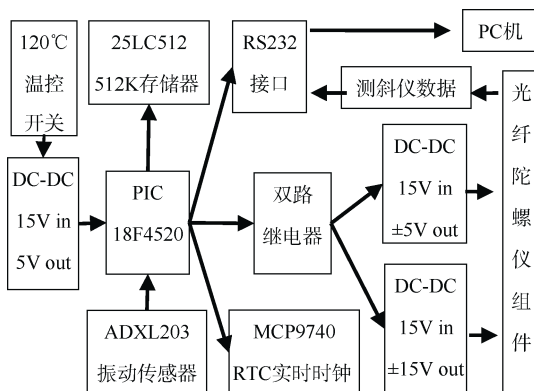 120℃
温控
开关
25LC512
512K存储器
RS232
接口
PC机
测斜仪数据
光
纤
陀
螺
仪
组
件
DC-DC
15V in
5V out
PIC
18F4520
双路
继电器
DC-DC
15V in
±5V out
DC-DC
15V in
±15V out
ADXL203
振动传感器
MCP9740
RTC实时时钟